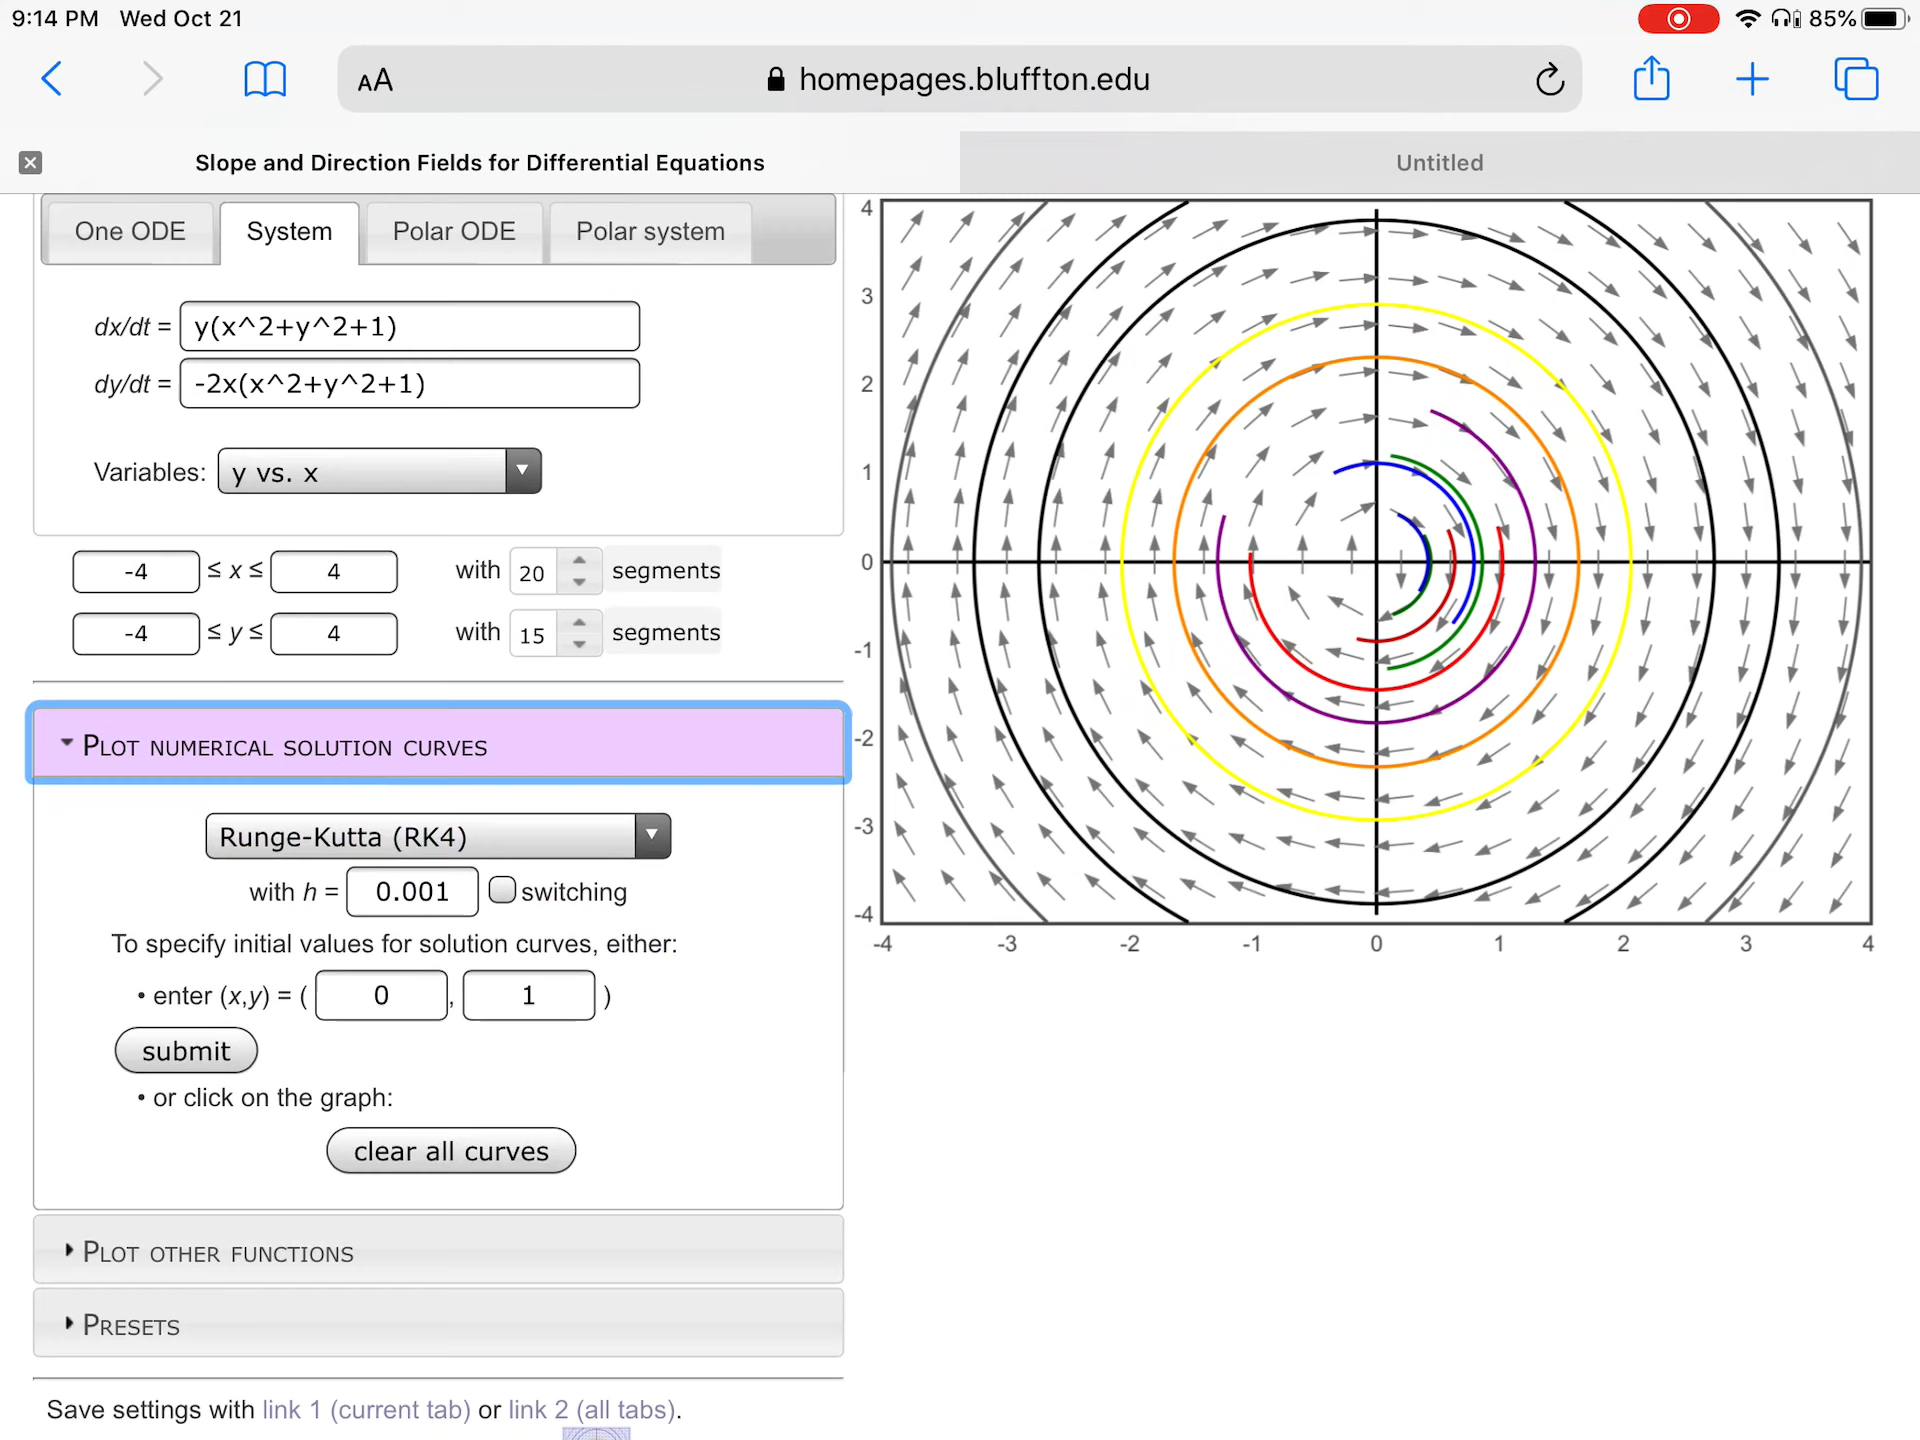 9:14 PM Wed Oct 21 85%
AA homepages.bluffton.edu
Slope and Direction Fields for Differential Equations Untitled
One ODE System Polar ODE Polar system
dx/dt = y(x^2+y^2+1)
dy/dt = -2x(x^2+y^2+1)
Variables: y vs. x
-4 ≤ x ≤ 4 with 20 segments
-4 ≤ y ≤ 4 with 15 segments
PLOT NUMERICAL SOLUTION CURVES
Runge-Kutta (RK4)
with h = 0.001 switching
To specify initial values for solution curves, either:
• enter (x,y) = ( 0 , 1 )
submit
• or click on the graph:
clear all curves
PLOT OTHER FUNCTIONS
PRESETS
Save settings with link 1 (current tab) or link 2 (all tabs).
4
3
2
1
0
-1
-2
-3
-4
-4 -3 -2 -1 0 1 2 3 4